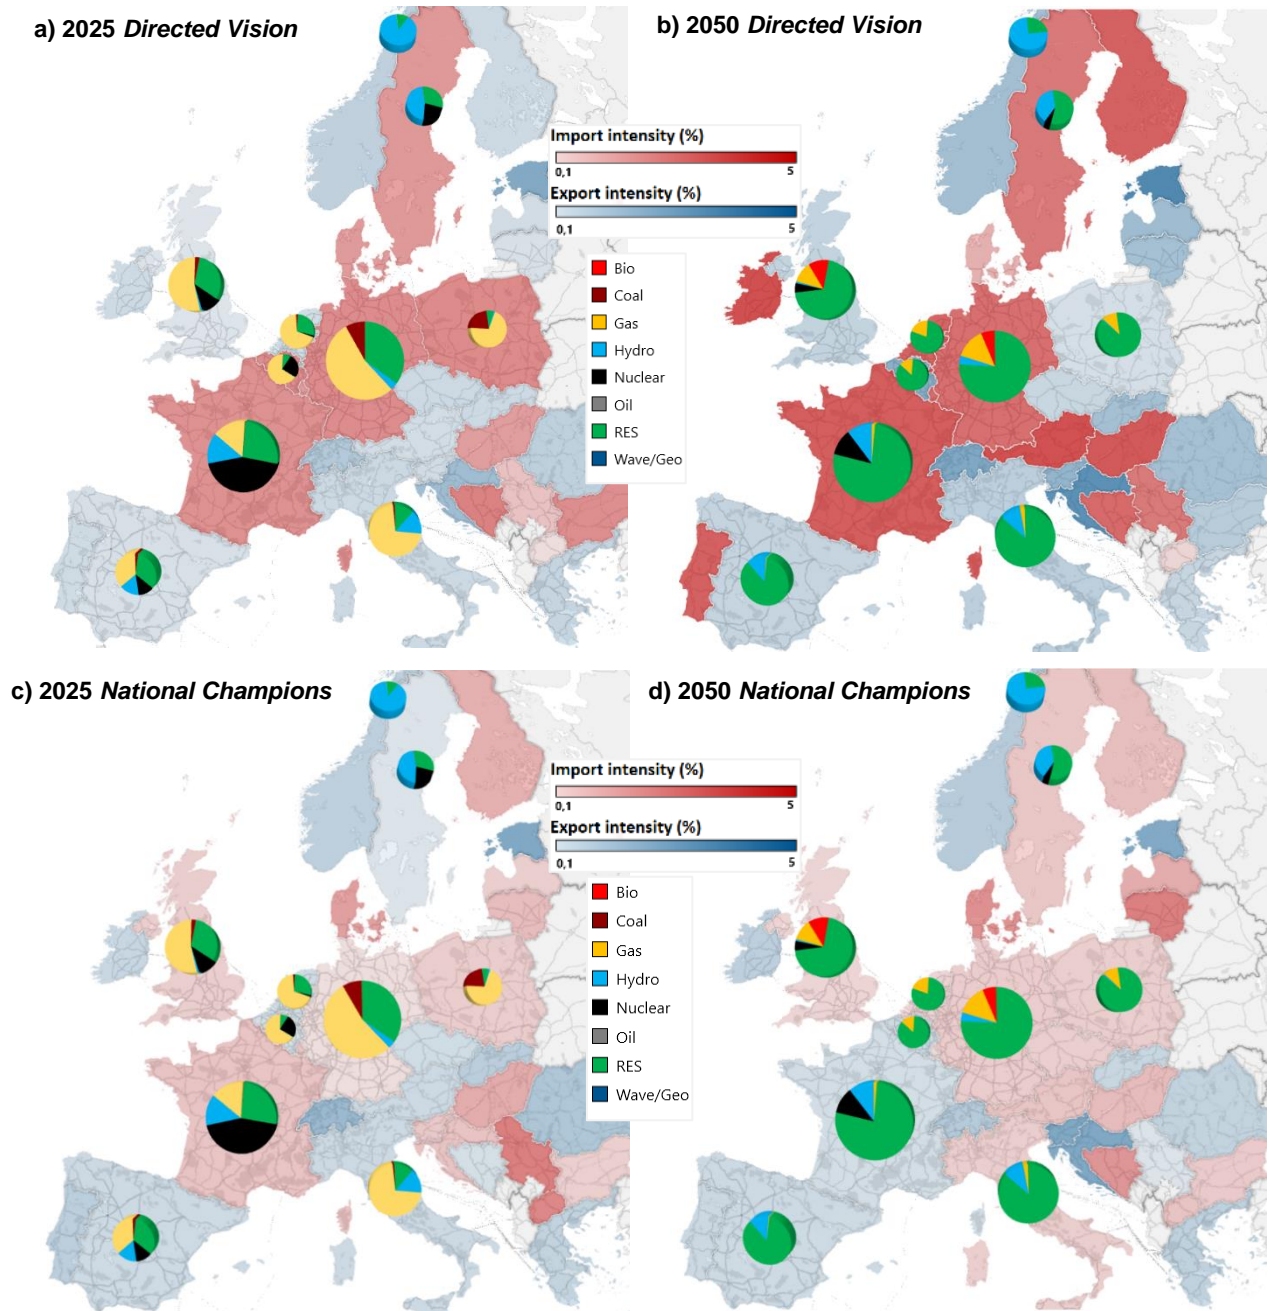 a) 2025 Directed Vision
b) 2050 Directed Vision
Import intensity (%)
0,1 5
Export intensity (%)
0,1 5
Bio
Coal
Gas
Hydro
Nuclear
Oil
RES
Wave/Geo
c) 2025 National Champions
d) 2050 National Champions
Import intensity (%)
0,1 5
Export intensity (%)
0,1 5
Bio
Coal
Gas
Hydro
Nuclear
Oil
RES
Wave/Geo